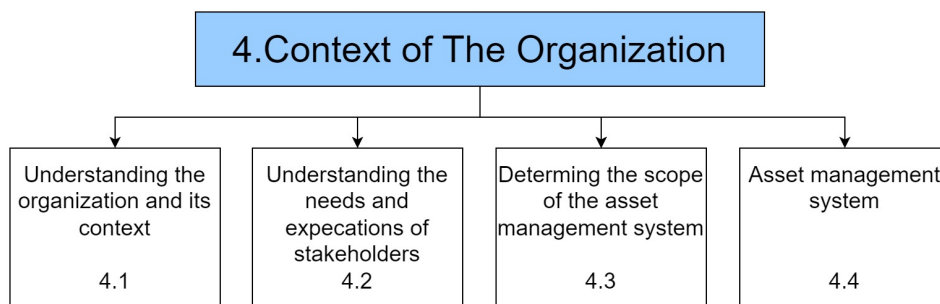 4.Context of The Organization
Understanding the
organization and its
context
4.1
Understanding the
needs and
expecations of
stakeholders
4.2
Determing the scope
of the asset
management system
4.3
Asset management
system
4.4